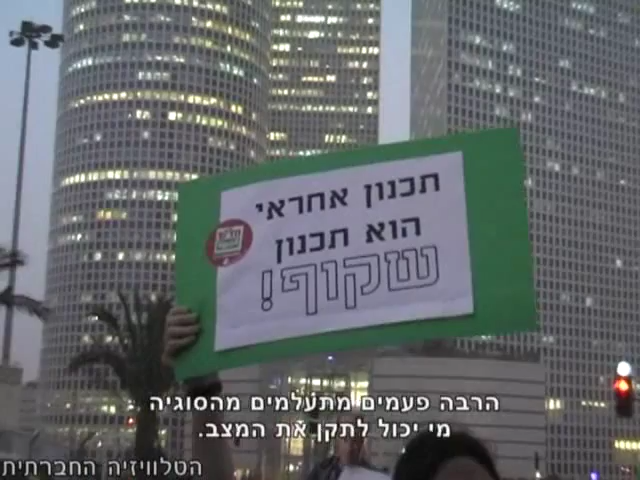 תכנון אחראי
הוא תכנון
שקוף!
הרבה פעמים מתעלמים מהסוגיה
מי יכול לתקן את המצב.
הטלוויזיה החברתית